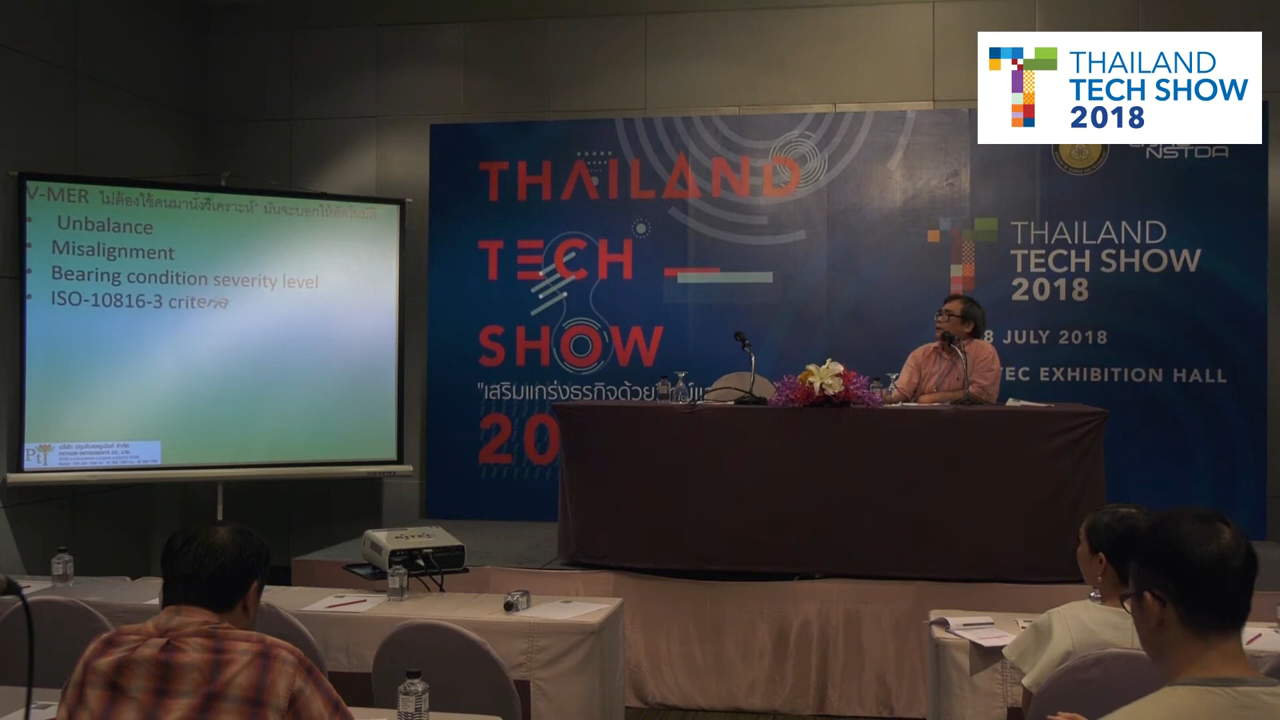 THAILAND
TECH SHOW
2018
NSTDA
V-MER ไม่ต้องใช้คนมานั่งวิเคราะห์" มันจะบอกให้อัตโนมัติ
Unbalance
Misalignment
Bearing condition severity level
ISO-10816-3 criteria
PtI
THAILAND
TECH
SHOW
"เสริมแกร่งธุรกิจด้วย
20
THAILAND
TECH SHOW
2018
8 JULY 2018
TEC EXHIBITION HALL
BITEC